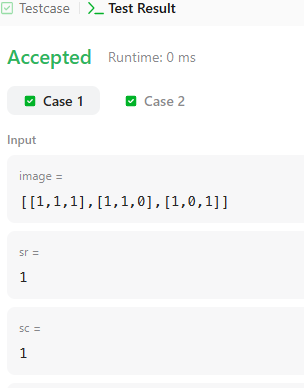 Testcase | Test Result
Accepted Runtime: 0 ms
Case 1 Case 2
Input
image =
[[1,1,1],[1,1,0],[1,0,1]]
sr =
1
sc =
1